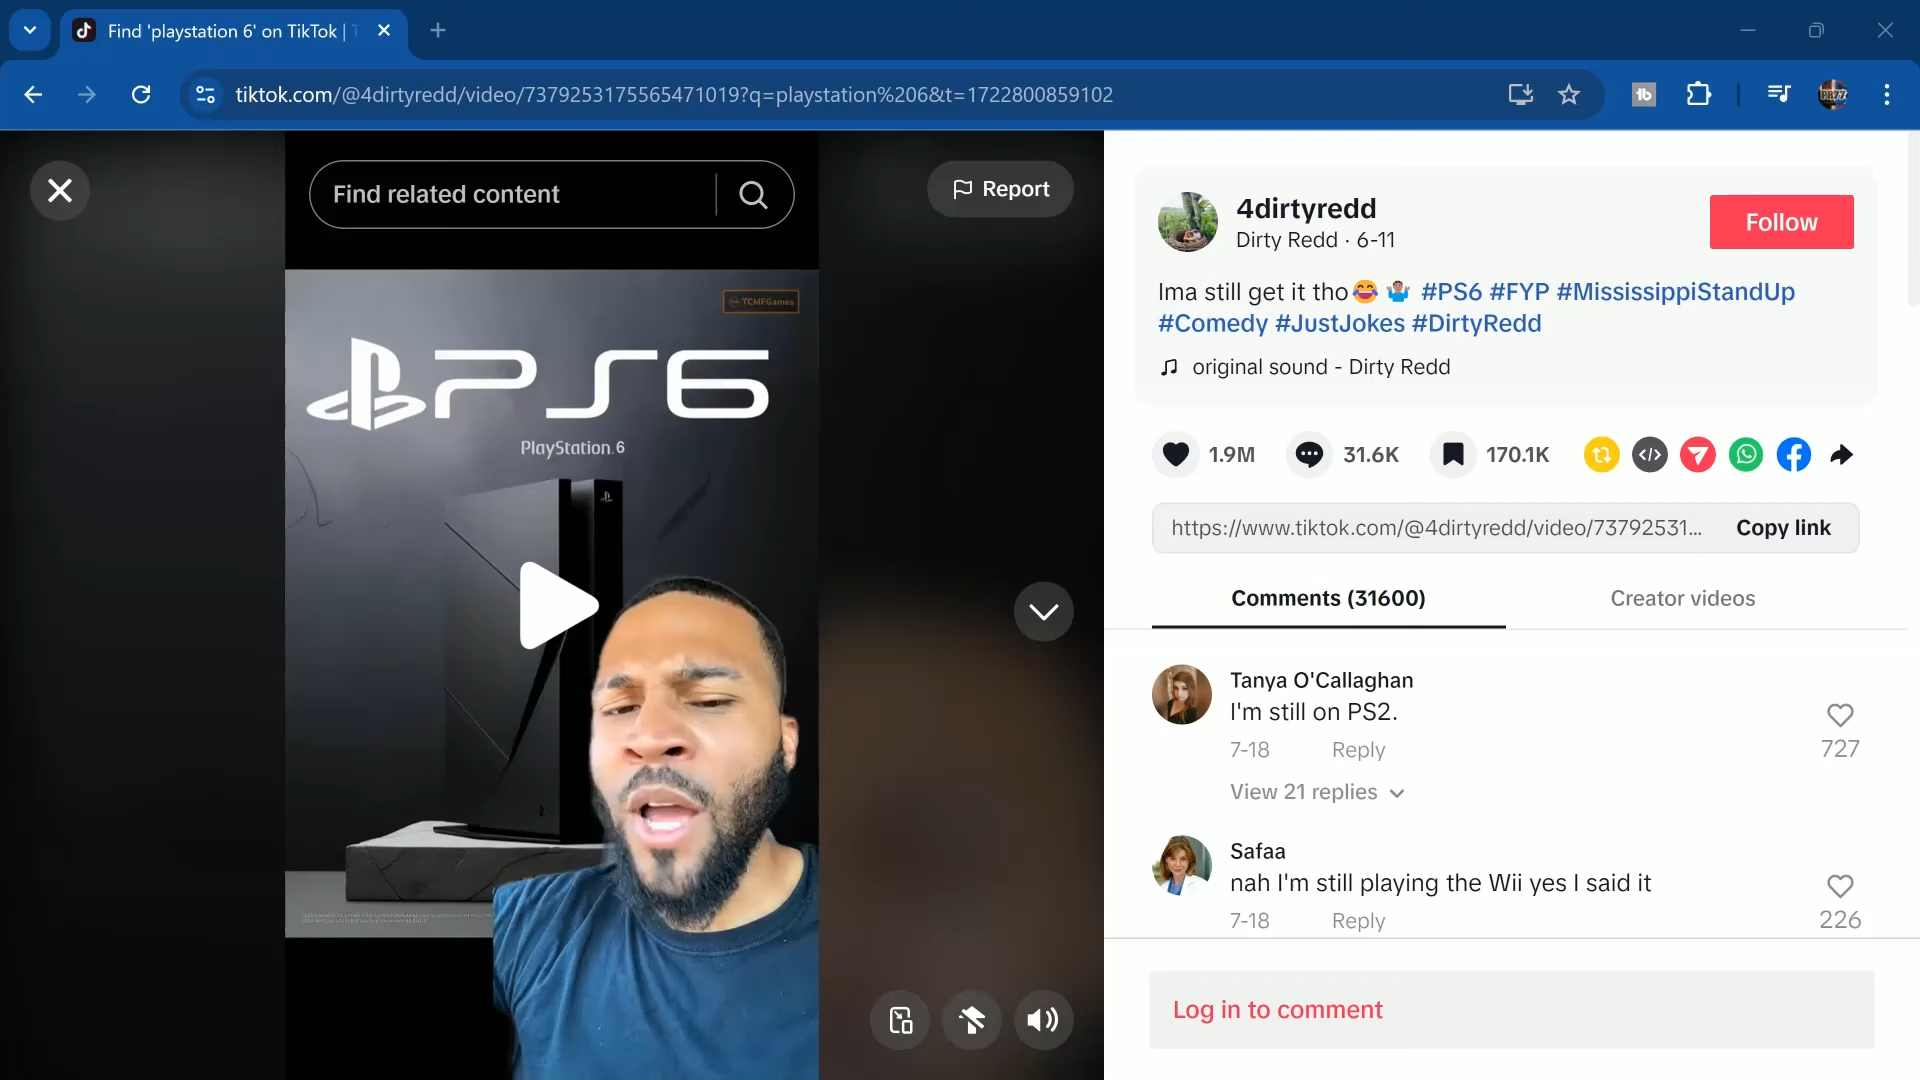 Find 'playstation 6' on TikTok |
tiktok.com/@4dirtyredd/video/7379253175565471019?q=playstation%206&t=1722800859102
Find related content
Report
TCMFGames
PS6
PlayStation.6
4dirtyredd
Dirty Redd · 6-11
Follow
Ima still get it tho😂 🤷🏽‍♂️ #PS6 #FYP #MississippiStandUp
#Comedy #JustJokes #DirtyRedd
original sound - Dirty Redd
1.9M
31.6K
170.1K
https://www.tiktok.com/@4dirtyredd/video/73792531...
Copy link
Comments (31600)
Creator videos
Tanya O'Callaghan
I'm still on PS2.
7-18
Reply
727
View 21 replies
Safaa
nah I'm still playing the Wii yes I said it
7-18
Reply
226
Log in to comment